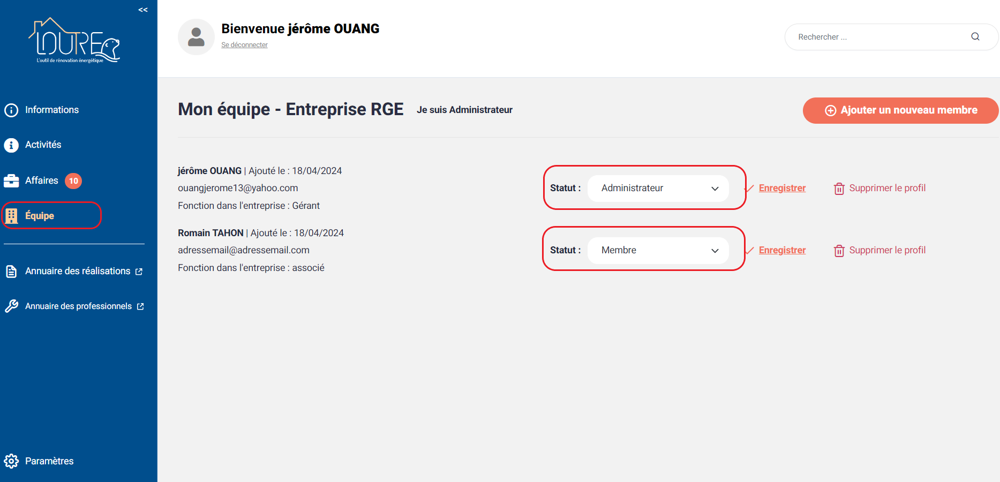 <<
LOUTRE
L'outil de rénovation énergétique
Bienvenue jérôme OUANG
Se déconnecter
Rechercher ...
Informations
Activités
Affaires 10
Équipe
Annuaire des réalisations
Annuaire des professionnels
Paramètres
Mon équipe - Entreprise RGE Je suis Administrateur
Ajouter un nouveau membre
jérôme OUANG | Ajouté le : 18/04/2024
ouangjerome13@yahoo.com
Fonction dans l'entreprise : Gérant
Statut : Administrateur Enregistrer Supprimer le profil
Romain TAHON | Ajouté le : 18/04/2024
adressemail@adressemail.com
Fonction dans l'entreprise : associé
Statut : Membre Enregistrer Supprimer le profil